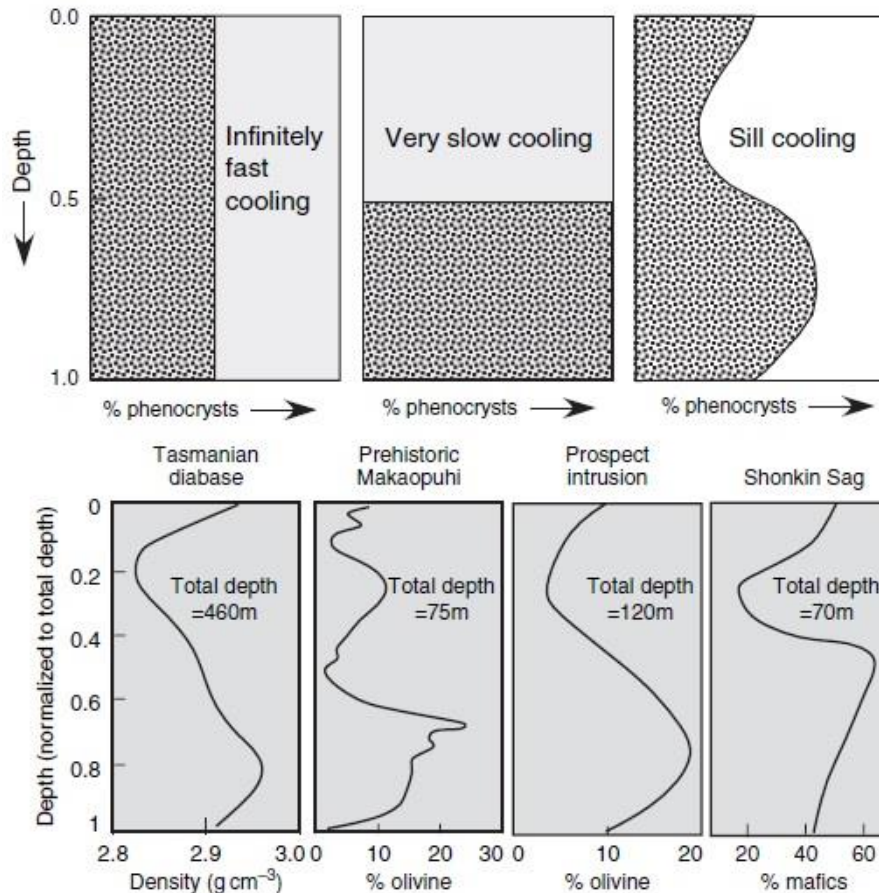 0.0
0.5
1.0
Depth
Infinitely
fast
cooling
Very slow cooling
Sill cooling
% phenocrysts
% phenocrysts
% phenocrysts
Tasmanian
diabase
Prehistoric
Makaopuhi
Prospect
intrusion
Shonkin Sag
Depth (normalized to total depth)
0
0.2
0.4
0.6
0.8
1
Total depth
=460m
Total depth
=75m
Total depth
=120m
Total depth
=70m
2.8 2.9 3.0
Density (g cm⁻³)
0 10 20 30
% olivine
0 10 20
% olivine
20 40 60
% mafics